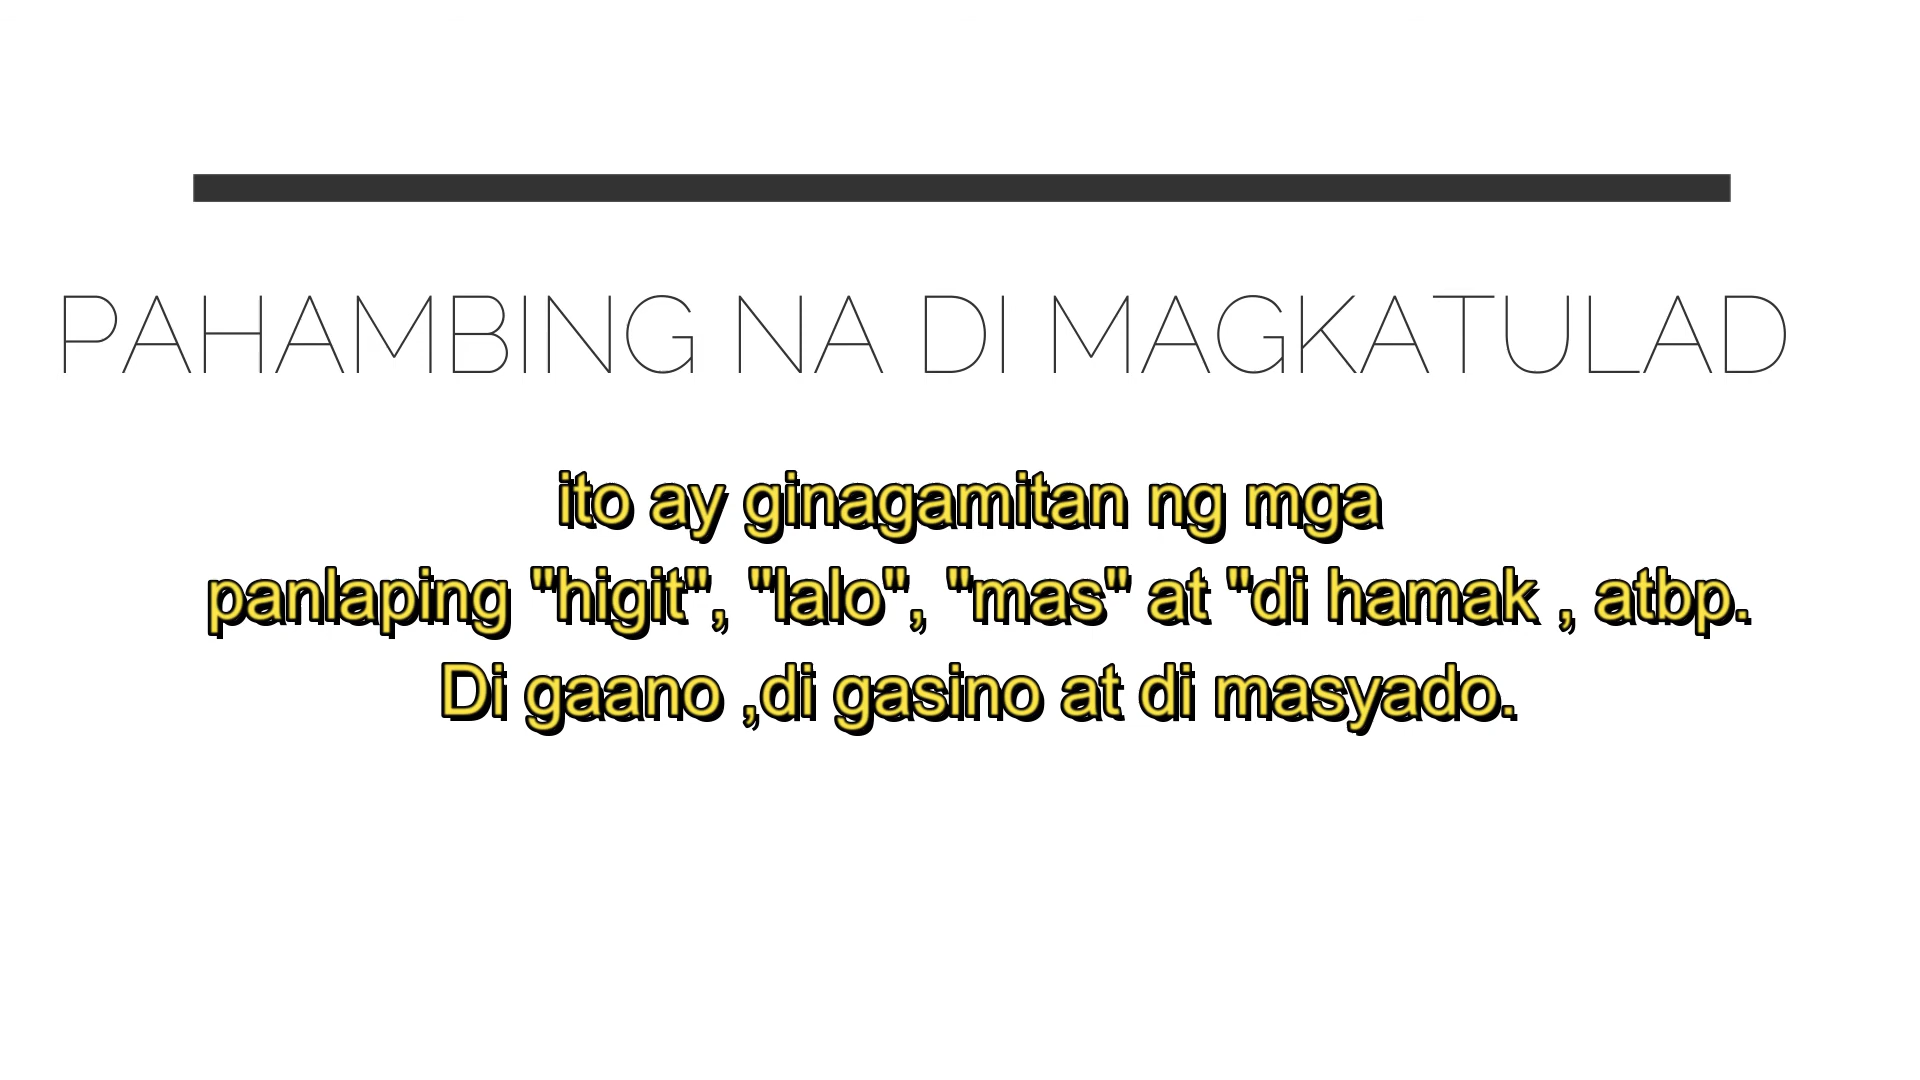 PAHAMBING NA DI MAGKATULAD
ito ay ginagamitan ng mga
panlaping "higit", "lalo", "mas" at "di hamak , atbp.
Di gaano ,di gasino at di masyado.